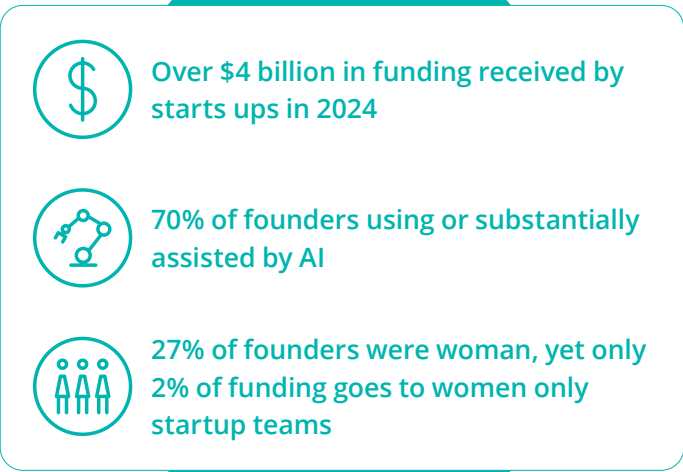 Over $4 billion in funding received by
starts ups in 2024
70% of founders using or substantially
assisted by AI
27% of founders were woman, yet only
2% of funding goes to women only
startup teams